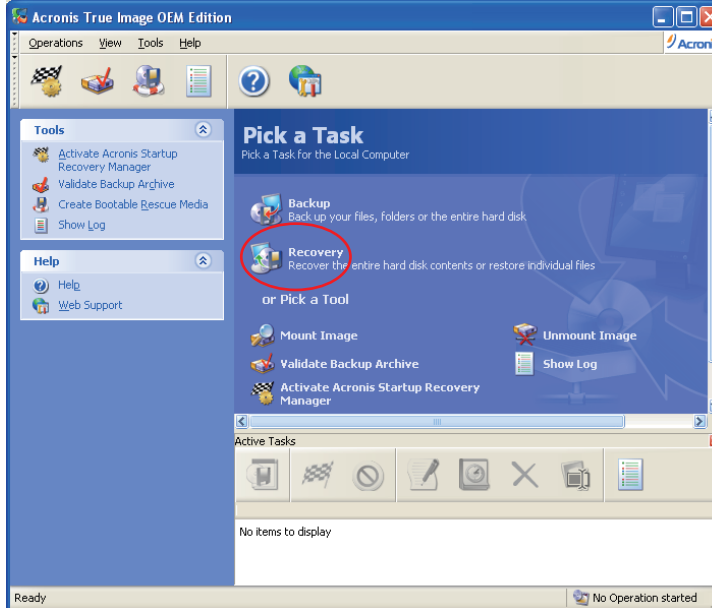 Acronis True Image OEM Edition
Operations View Tools Help
Acroni
Tools
Activate Acronis Startup
Recovery Manager
Validate Backup Archive
Create Bootable Rescue Media
Show Log
Help
Help
Web Support
Pick a Task
Pick a Task for the Local Computer
Backup
Back up your files, folders or the entire hard disk
Recovery
Recover the entire hard disk contents or restore individual files
or Pick a Tool
Mount Image
Unmount Image
Validate Backup Archive
Show Log
Activate Acronis Startup Recovery
Manager
Active Tasks
No items to display
Ready
No Operation started